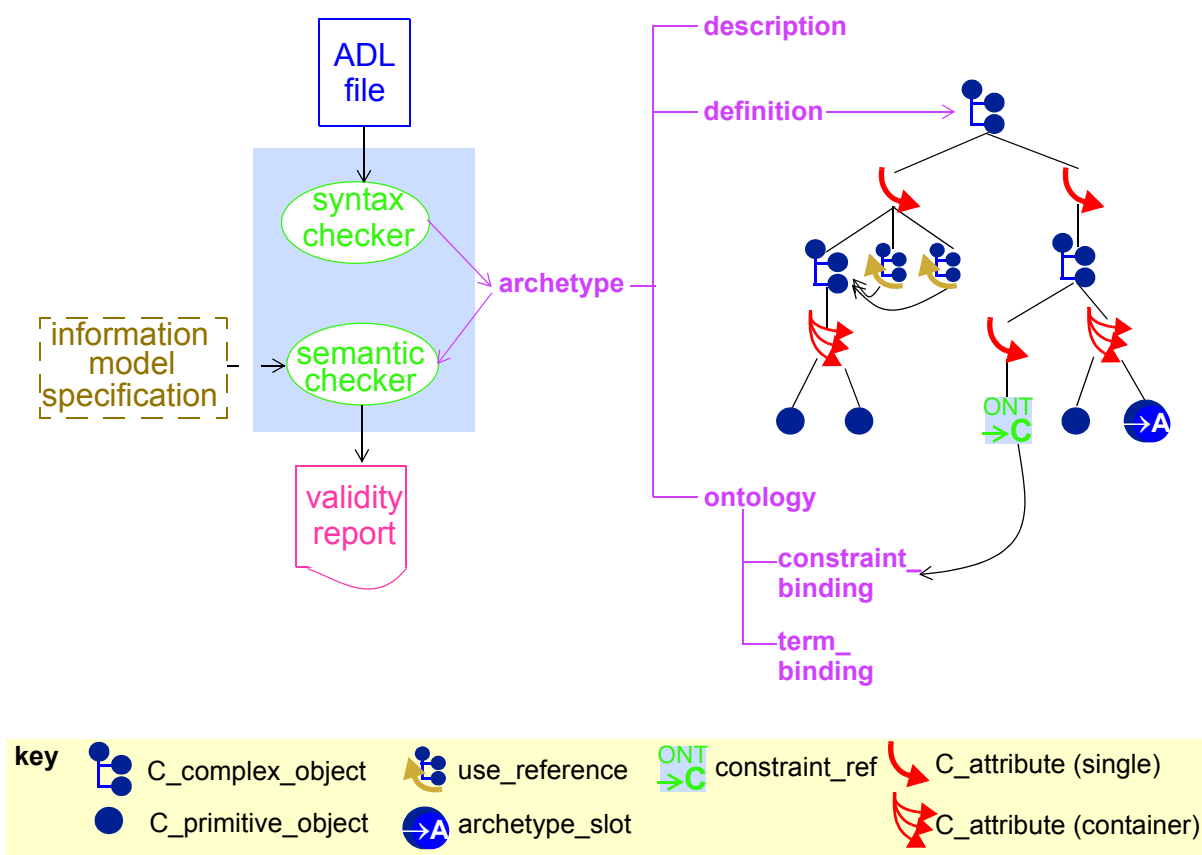 ADL
file
syntax
checker
information
model
specification
semantic
checker
validity
report
archetype
description
definition
ONT
→C
→A
ontology
constraint_
binding
term_
binding
key
C_complex_object
use_reference
ONT
→C
constraint_ref
C_attribute (single)
C_primitive_object
→A
archetype_slot
C_attribute (container)